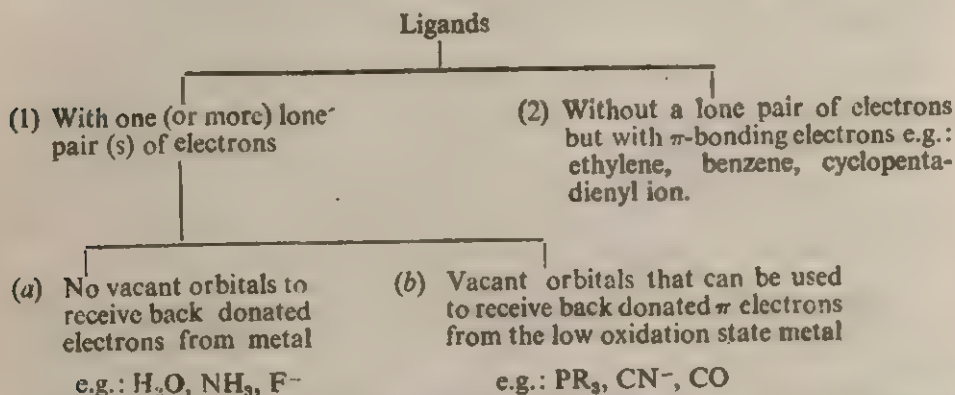 Ligands
(1) With one (or more) lone pair (s) of electrons
(2) Without a lone pair of electrons but with π-bonding electrons e.g.: ethylene, benzene, cyclopenta-dienyl ion.
(a) No vacant orbitals to receive back donated electrons from metal
e.g.: H₂O, NH₃, F⁻
(b) Vacant orbitals that can be used to receive back donated π electrons from the low oxidation state metal
e.g.: PR₃, CN⁻, CO